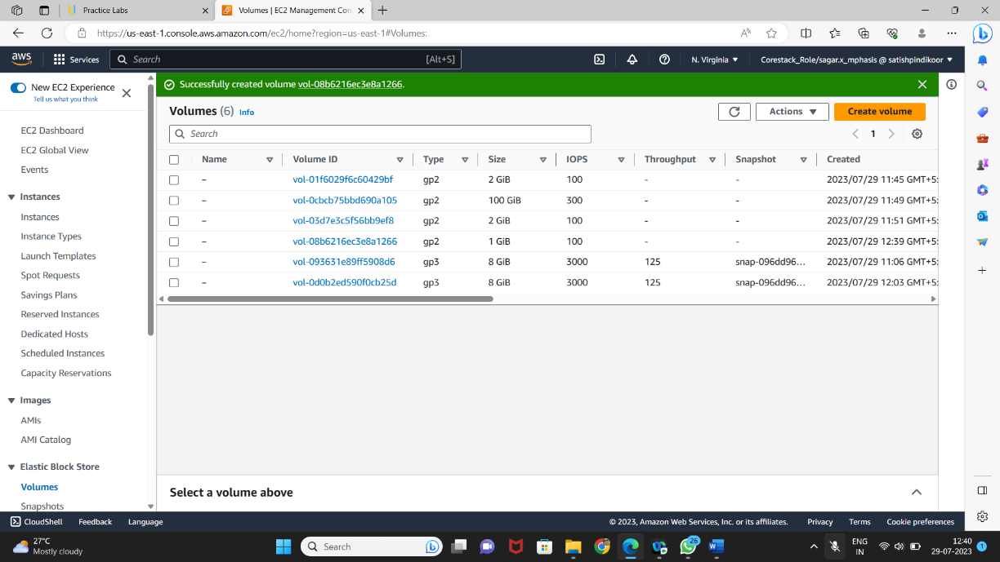 Practice Labs
Volumes | EC2 Management Con
https://us-east-1.console.aws.amazon.com/ec2/home?region=us-east-1#Volumes:
aws Services Search [Alt+S] N. Virginia Corestack_Role/sagar.x_mphasis @ satishpindikoor
New EC2 Experience
Tell us what you think
EC2 Dashboard
EC2 Global View
Events
Instances
Instances
Instance Types
Launch Templates
Spot Requests
Savings Plans
Reserved Instances
Dedicated Hosts
Scheduled Instances
Capacity Reservations
Images
AMIs
AMI Catalog
Elastic Block Store
Volumes
Snapshots
Successfully created volume vol-08b6216ec3e8a1266.
Volumes (6) Info
Actions
Create volume
Search
1
Name Volume ID Type Size IOPS Throughput Snapshot Created
– vol-01f6029f6c60429bf gp2 2 GiB 100 - - 2023/07/29 11:45 GMT+5:
– vol-0cbcb75bbd690a105 gp2 100 GiB 300 - - 2023/07/29 11:49 GMT+5:
– vol-03d7e3c5f56bb9ef8 gp2 2 GiB 100 - - 2023/07/29 11:51 GMT+5:
– vol-08b6216ec3e8a1266 gp2 1 GiB 100 - - 2023/07/29 12:39 GMT+5:
– vol-093631e89ff5908d6 gp3 8 GiB 3000 125 snap-096dd96... 2023/07/29 11:06 GMT+5:
– vol-0d0b2ed590f0cb25d gp3 8 GiB 3000 125 snap-096dd96... 2023/07/29 12:03 GMT+5:
Select a volume above
CloudShell Feedback Language © 2023, Amazon Web Services, Inc. or its affiliates. Privacy Terms Cookie preferences
27°C
Mostly cloudy
Search
26
ENG
IN
12:40
29-07-2023
1